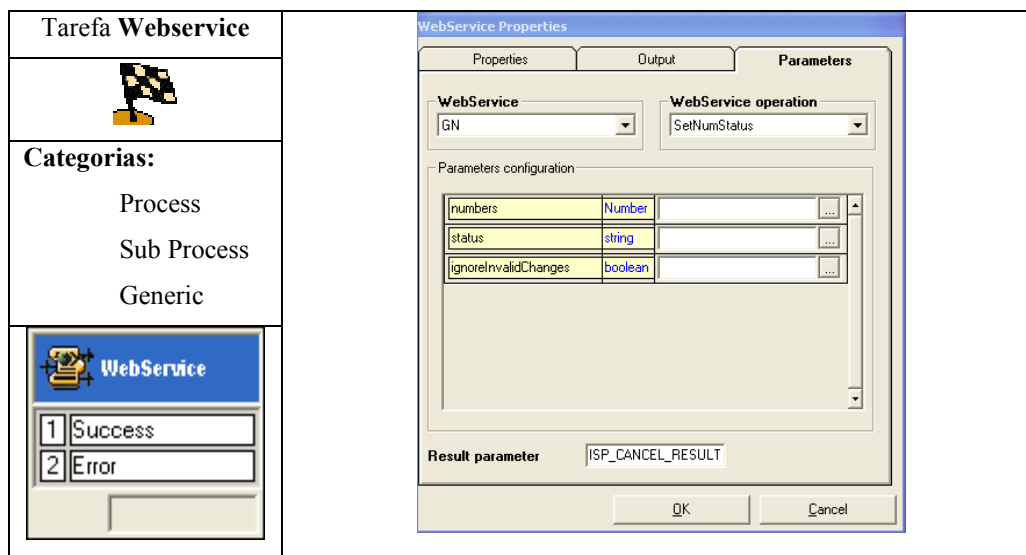 Tarefa Webservice
Categorias:
Process
Sub Process
Generic
WebService
1 Success
2 Error
WebService Properties
Properties Output Parameters
WebService WebService operation
GN SetNumStatus
Parameters configuration
numbers Number ...
status string ...
ignoreInvalidChanges boolean ...
Result parameter ISP_CANCEL_RESULT
OK Cancel